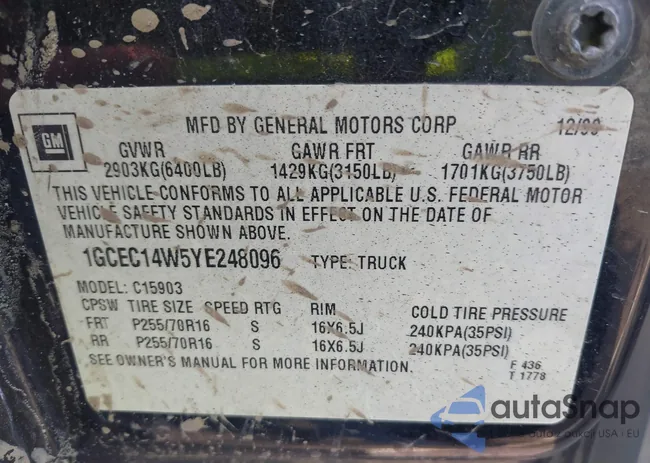 GM
MFD BY GENERAL MOTORS CORP 12/99
GVWR GAWR FRT GAWR RR
2903KG(6400LB) 1429KG(3150LB) 1701KG(3750LB)
THIS VEHICLE CONFORMS TO ALL APPLICABLE U.S. FEDERAL MOTOR
VEHICLE SAFETY STANDARDS IN EFFECT ON THE DATE OF
MANUFACTURE SHOWN ABOVE.
1GCEC14W5YE248096 TYPE: TRUCK
MODEL: C15903
CPSW TIRE SIZE SPEED RTG RIM COLD TIRE PRESSURE
FRT P255/70R16 S 16X6.5J 240KPA(35PSI)
RR P255/70R16 S 16X6.5J 240KPA(35PSI)
SEE OWNER'S MANUAL FOR MORE INFORMATION.
F 436
T 1778
autaSnap